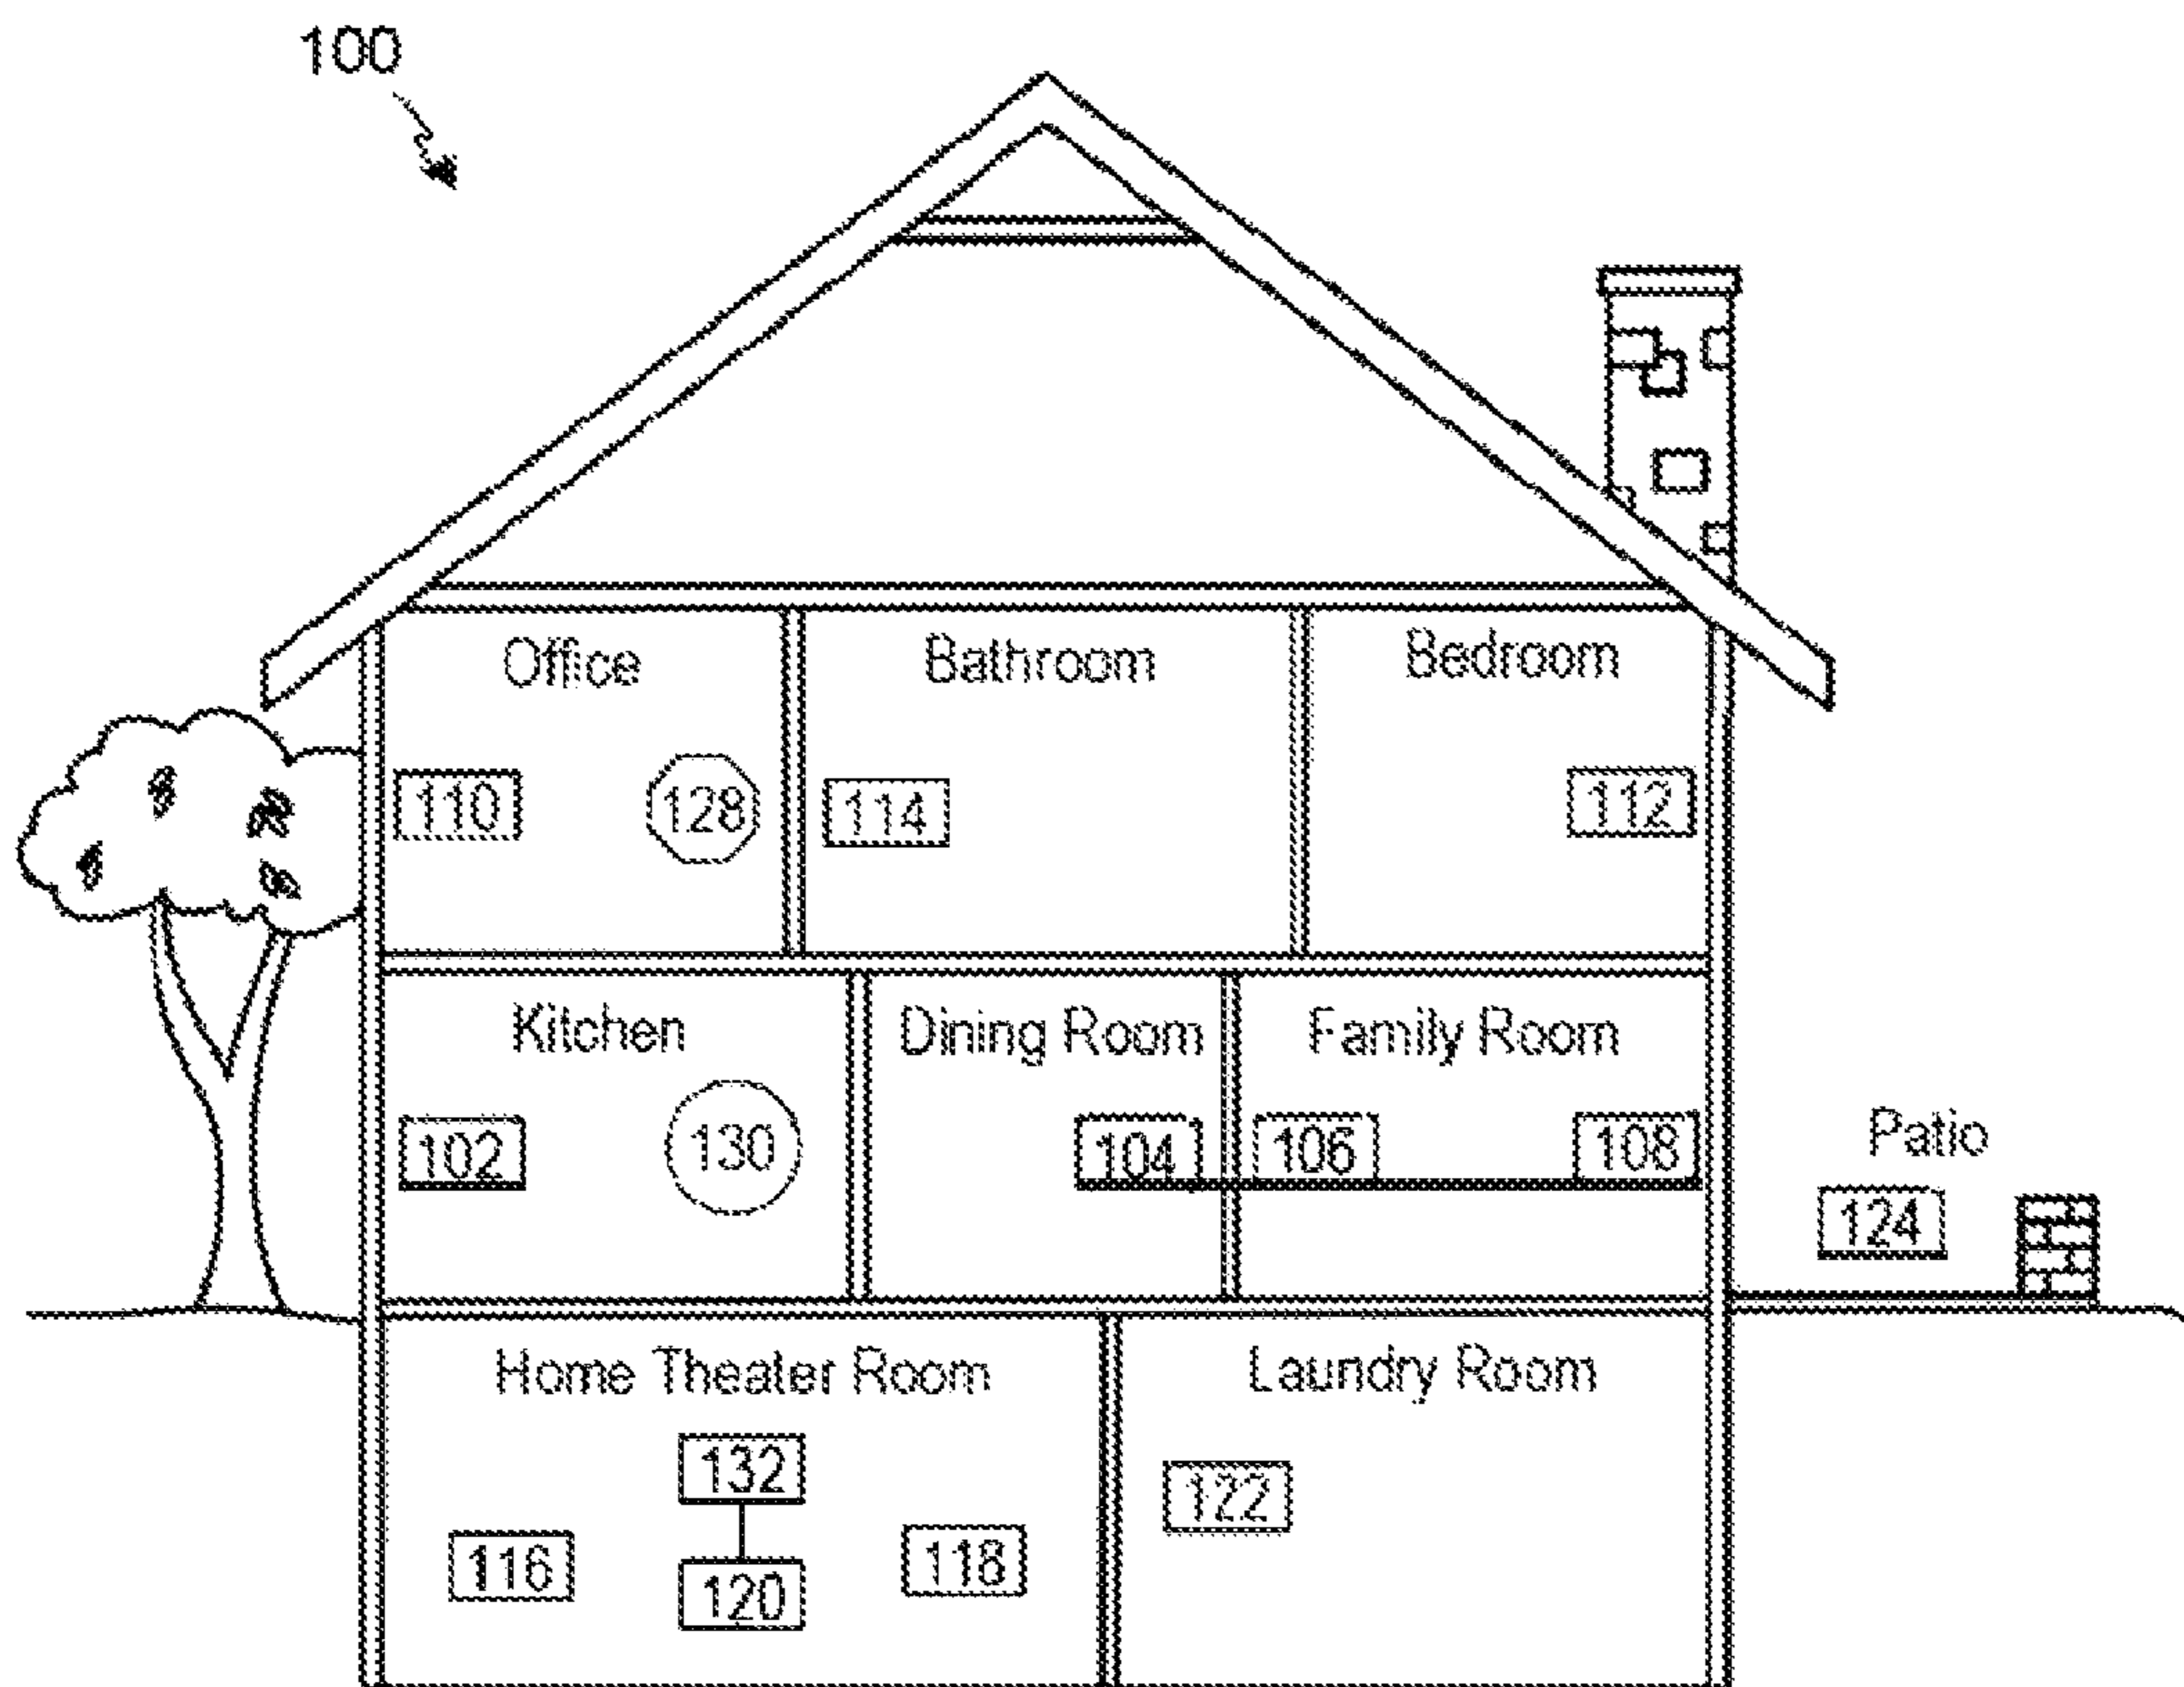 100
Office Bathroom Bedroom
110 128 114 112
Kitchen Dining Room Family Room
102 130 104 106 108
Patio
124
Home Theater Room Laundry Room
132
122
116 120 118